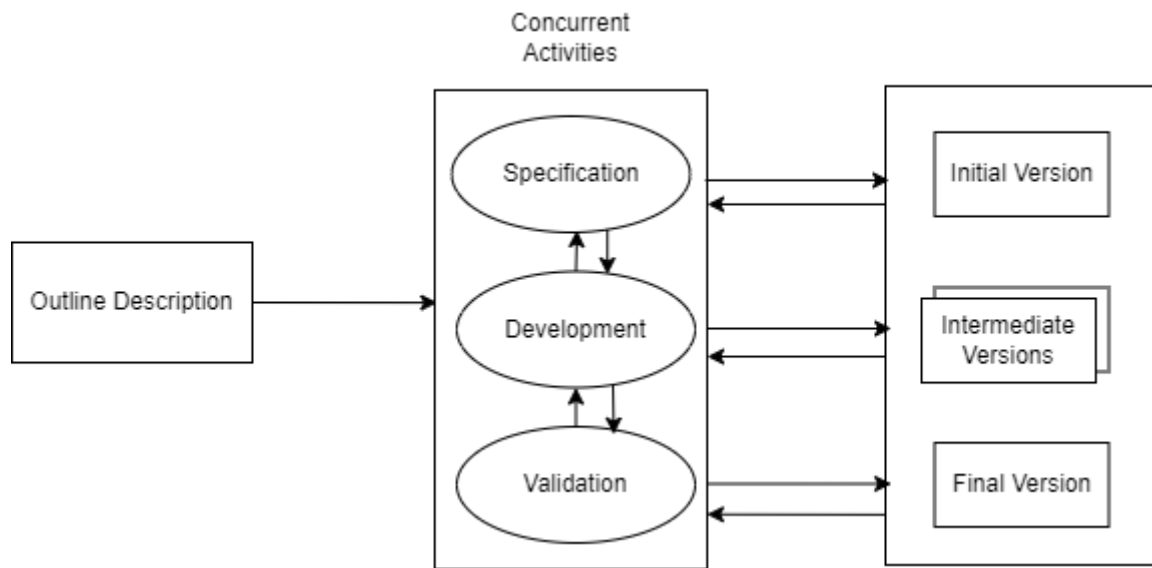 Concurrent
Activities
Outline Description
Specification
Development
Validation
Initial Version
Intermediate
Versions
Final Version